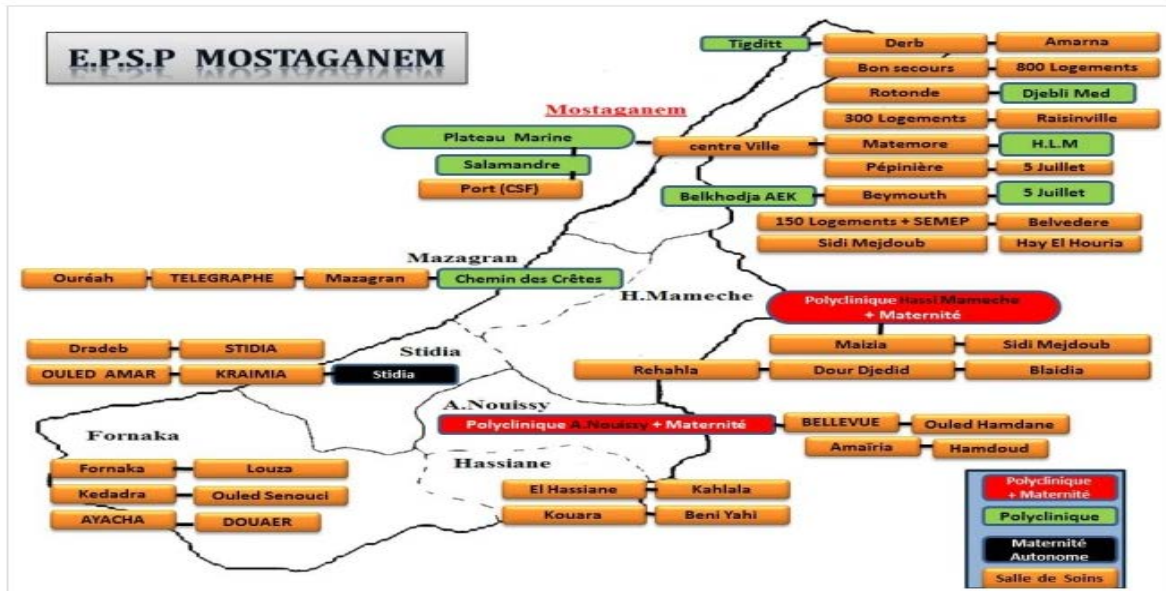 E.P.S.P MOSTAGANEM
Tigditt Derb Amarna
Bon secours 800 Logements
Mostaganem
Rotonde Djebli Med
300 Logements Raisinville
Plateau Marine
centre Ville Matemore H.L.M
Salamandre
Pépinière 5 Juillet
Port (CSF)
Belkhodja AEK Beymouth 5 Juillet
150 Logements + SEMEP Belvedere
Sidi Mejdoub Hay El Houria
Mazagran
Ouréah TELEGRAPHE Mazagran Chemin des Crêtes
H.Mameche
Polyclinique Hassi Mameche
+ Maternité
Dradeb STIDIA
Stidia
Maizia Sidi Mejdoub
OULED AMAR KRAIMIA Stidia
Rehahla Dour Djedid Blaidia
A.Nouissy
Polyclinique A.Nouissy + Maternité
BELLEVUE Ouled Hamdane
Fornaka
Amaïria Hamdoud
Hassiane
Fornaka Louza
El Hassiane Kahlala
Kedadra Ouled Senouci
Kouara Beni Yahi
AYACHA DOUAER
Polyclinique
+ Maternité
Polyclinique
Maternité
Autonome
Salle de Soins